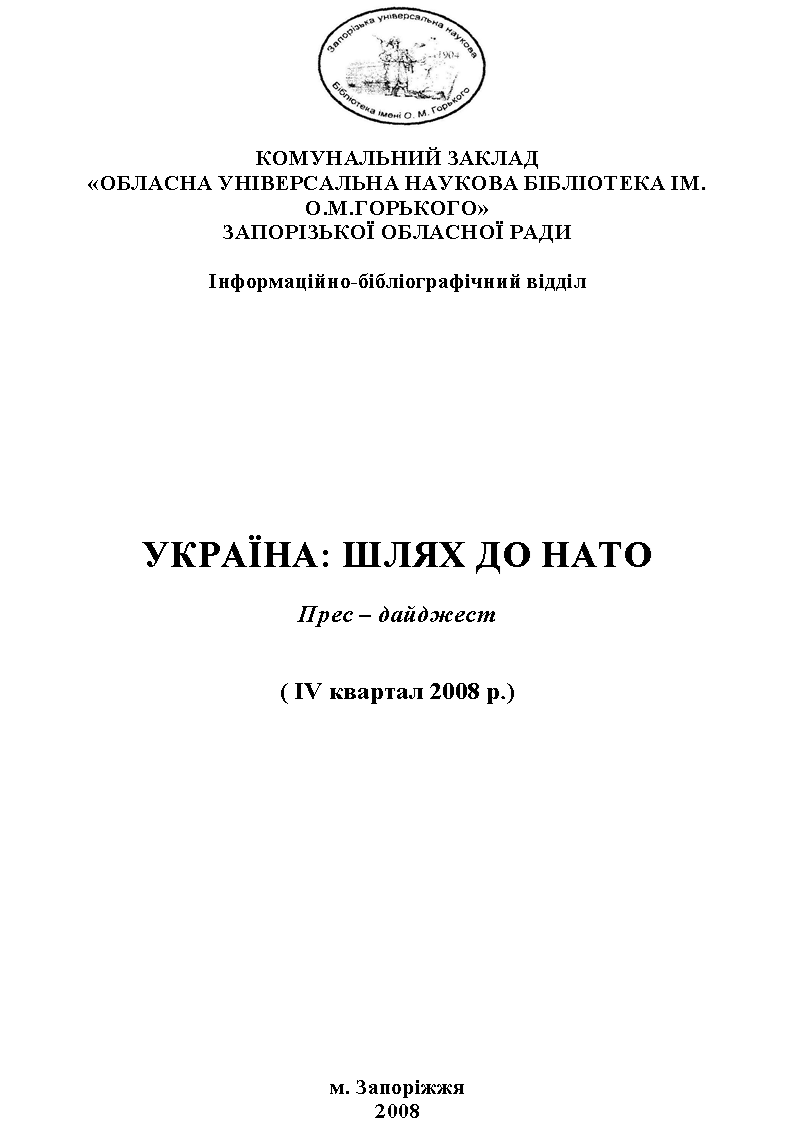 Запорізька універсальна наукова
1904
Бібліотека імені О. М. Горького
КОМУНАЛЬНИЙ ЗАКЛАД
«ОБЛАСНА УНІВЕРСАЛЬНА НАУКОВА БІБЛІОТЕКА ІМ.
О.М.ГОРЬКОГО»
ЗАПОРІЗЬКОЇ ОБЛАСНОЇ РАДИ
Інформаційно-бібліографічний відділ
УКРАЇНА: ШЛЯХ ДО НАТО
Прес – дайджест
( IV квартал 2008 р.)
м. Запоріжжя
2008